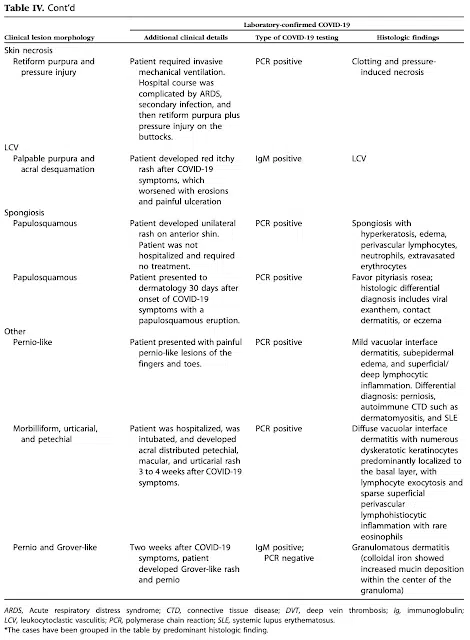 Table IV. Cont'd
Laboratory-confirmed COVID-19
Clinical lesion morphology Additional clinical details Type of COVID-19 testing Histologic findings
Skin necrosis
Retiform purpura and Patient required invasive PCR positive Clotting and pressure-
pressure injury mechanical ventilation. induced necrosis
Hospital course was
complicated by ARDS,
secondary infection, and
then retiform purpura plus
pressure injury on the
buttocks.
LCV
Palpable purpura and Patient developed red itchy IgM positive LCV
acral desquamation rash after COVID-19
symptoms, which
worsened with erosions
and painful ulceration
Spongiosis
Papulosquamous Patient developed unilateral PCR positive Spongiosis with
rash on anterior shin. hyperkeratosis, edema,
Patient was not perivascular lymphocytes,
hospitalized and required neutrophils, extravasated
no treatment. erythrocytes
Papulosquamous Patient presented to PCR positive Favor pityriasis rosea;
dermatology 30 days after histologic differential
onset of COVID-19 diagnosis includes viral
symptoms with a exanthem, contact
papulosquamous eruption. dermatitis, or eczema
Other
Pernio-like Patient presented with painful PCR positive Mild vacuolar interface
pernio-like lesions of the dermatitis, subepidermal
fingers and toes. edema, and superficial/
deep lymphocytic
inflammation. Differential
diagnosis: perniosis,
autoimmune CTD such as
dermatomyositis, and SLE
Morbilliform, urticarial, Patient was hospitalized, was PCR positive Diffuse vacuolar interface
and petechial intubated, and developed dermatitis with numerous
acral distributed petechial, dyskeratotic keratinocytes
macular, and urticarial rash predominantly localized to
3 to 4 weeks after COVID-19 the basal layer, with
symptoms. lymphocyte exocytosis and
sparse superficial
perivascular
lymphohistiocytic
inflammation with rare
eosinophils
Pernio and Grover-like Two weeks after COVID-19 IgM positive; Granulomatous dermatitis
symptoms, patient PCR negative (colloidal iron showed
developed Grover-like rash increased mucin deposition
and pernio within the center of the
granuloma)
ARDS, Acute respiratory distress syndrome; CTD, connective tissue disease; DVT, deep vein thrombosis; Ig, immunoglobulin;
LCV, leukocytoclastic vasculitis; PCR, polymerase chain reaction; SLE, systemic lupus erythematosus.
*The cases have been grouped in the table by predominant histologic finding.